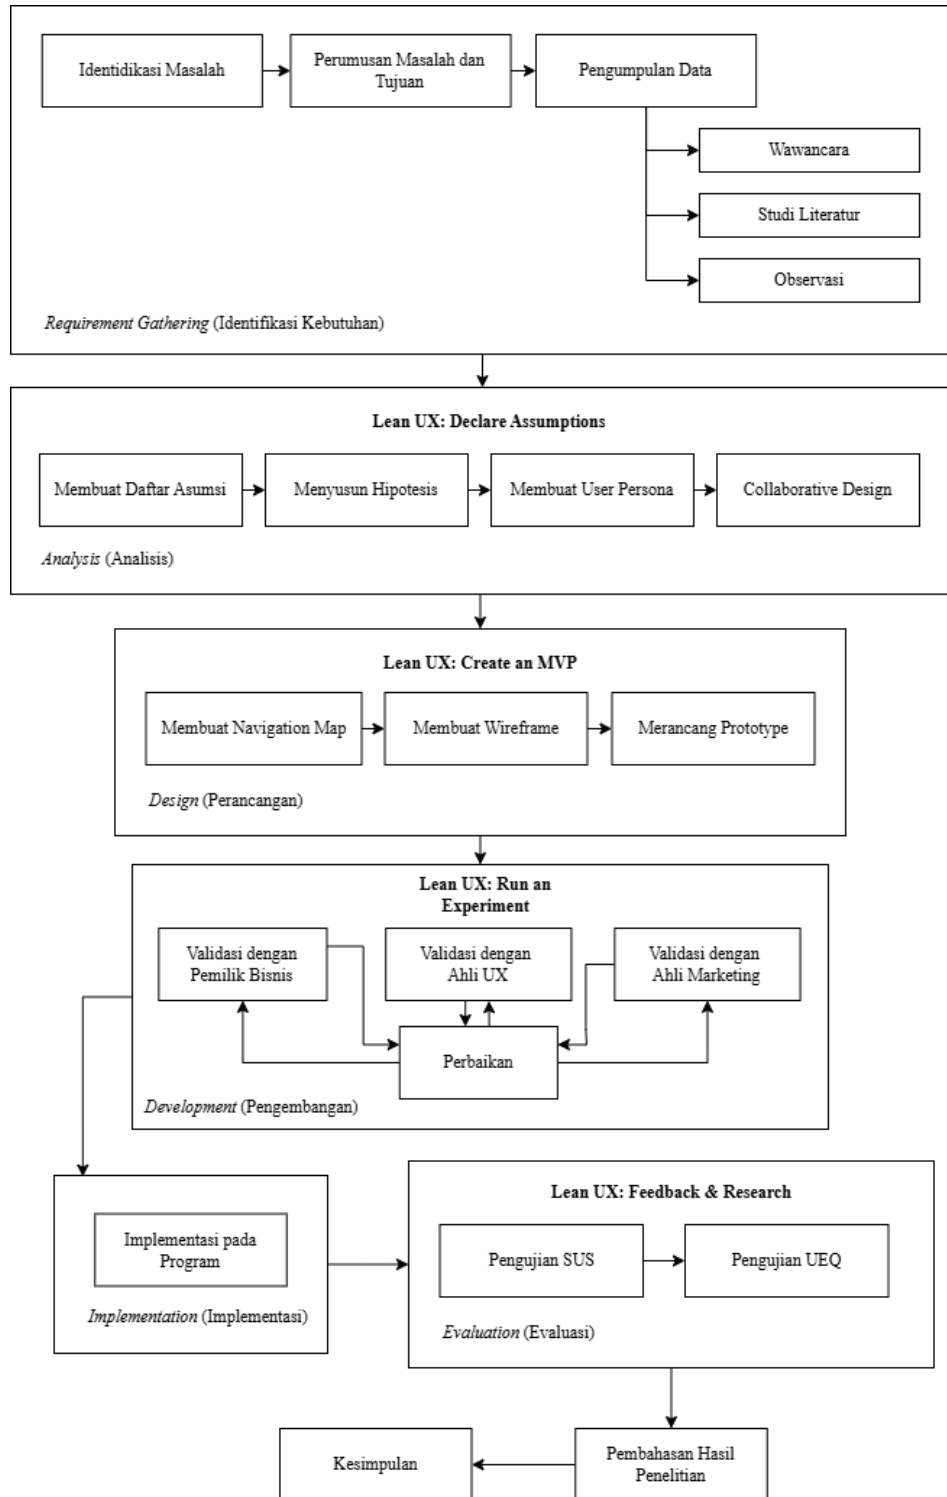 Identidikasi Masalah
Perumusan Masalah dan
Tujuan
Pengumpulan Data
Wawancara
Studi Literatur
Observasi
Requirement Gathering (Identifikasi Kebutuhan)
Lean UX: Declare Assumptions
Membuat Daftar Asumsi
Menyusun Hipotesis
Membuat User Persona
Collaborative Design
Analysis (Analisis)
Lean UX: Create an MVP
Membuat Navigation Map
Membuat Wireframe
Merancang Prototype
Design (Perancangan)
Lean UX: Run an
Experiment
Validasi dengan
Pemilik Bisnis
Validasi dengan
Ahli UX
Validasi dengan
Ahli Marketing
Perbaikan
Development (Pengembangan)
Implementasi pada
Program
Implementation (Implementasi)
Lean UX: Feedback & Research
Pengujian SUS
Pengujian UEQ
Evaluation (Evaluasi)
Pembahasan Hasil
Penelitian
Kesimpulan